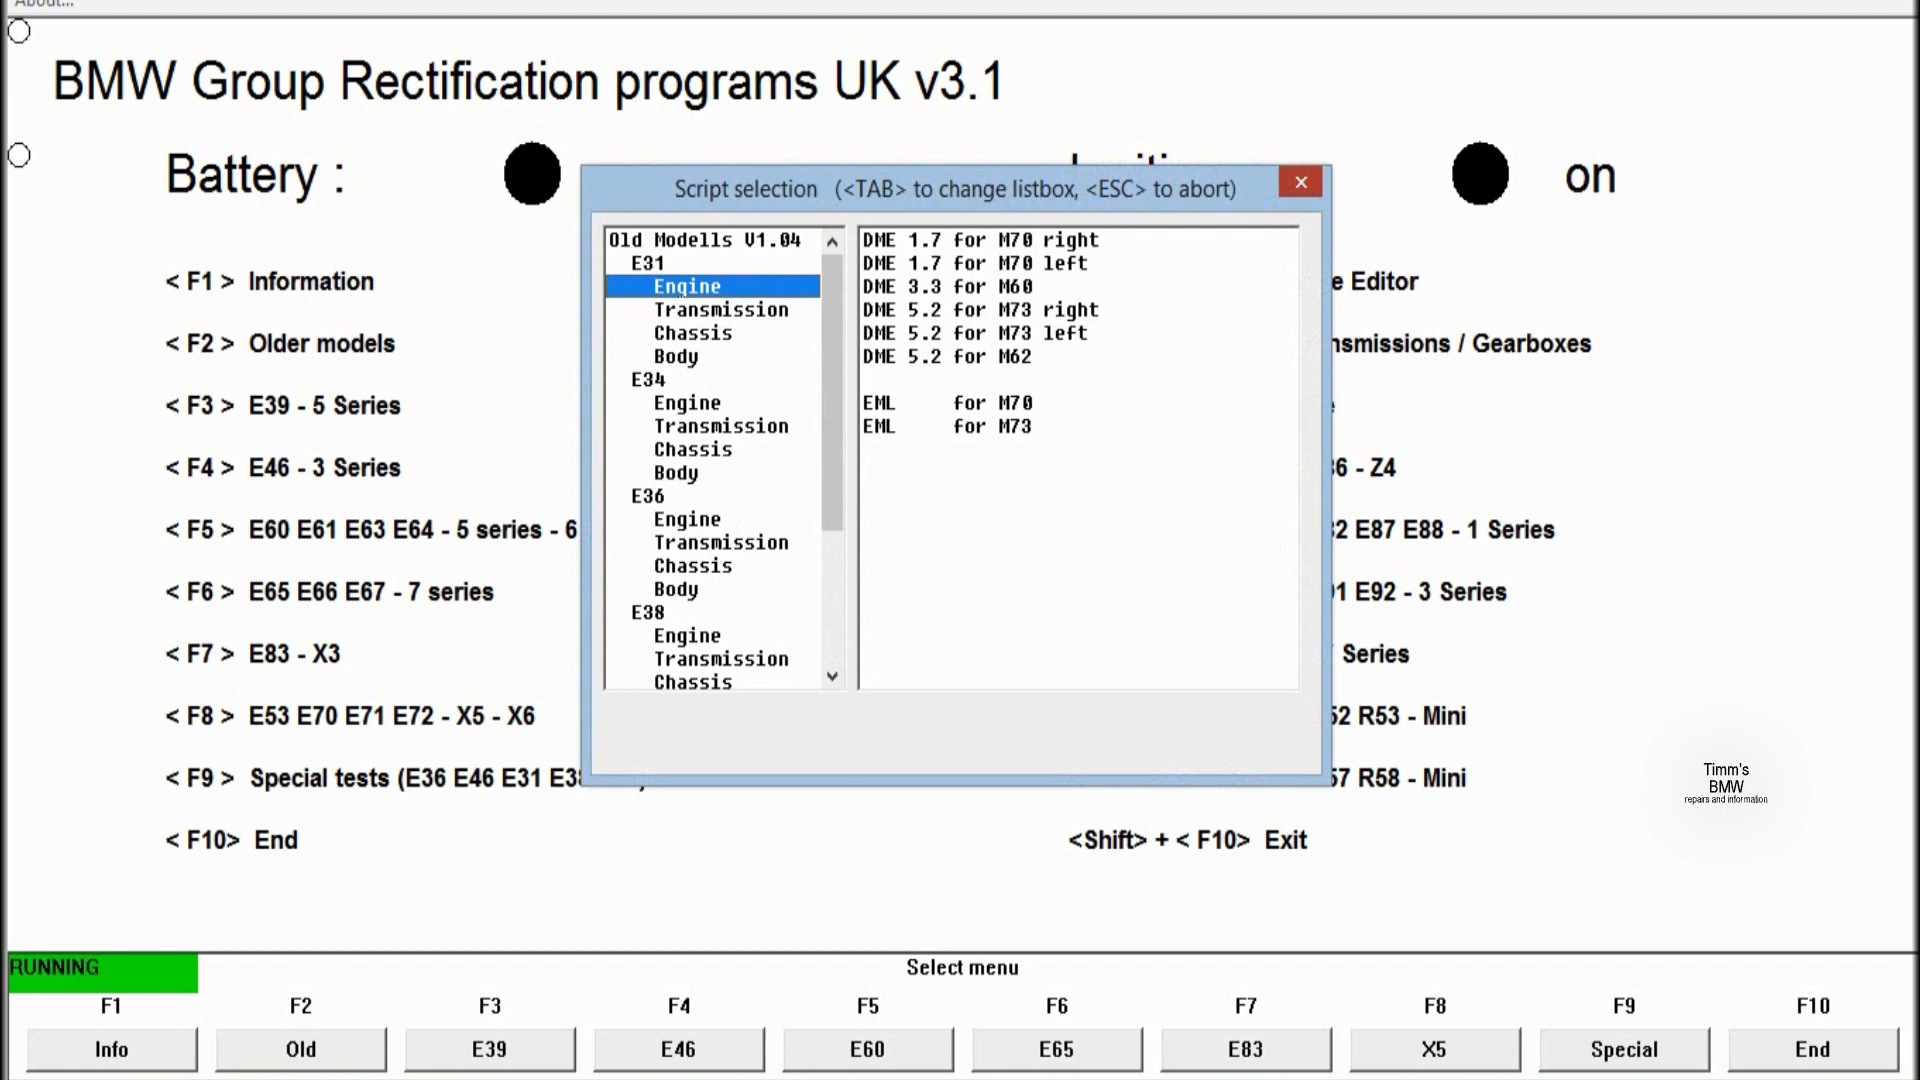 About...
BMW Group Rectification programs UK v3.1
Battery :
on
Script selection (<TAB> to change listbox, <ESC> to abort)
Old Modells V1.04
E31
Engine
Transmission
Chassis
Body
E34
Engine
Transmission
Chassis
Body
E36
Engine
Transmission
Chassis
Body
E38
Engine
Transmission
Chassis
DME 1.7 for M70 right
DME 1.7 for M70 left
DME 3.3 for M60
DME 5.2 for M73 right
DME 5.2 for M73 left
DME 5.2 for M62
EML for M70
EML for M73
< F1 > Information
< F2 > Older models
< F3 > E39 - 5 Series
< F4 > E46 - 3 Series
< F5 > E60 E61 E63 E64 - 5 series - 6
< F6 > E65 E66 E67 - 7 series
< F7 > E83 - X3
< F8 > E53 E70 E71 E72 - X5 - X6
< F9 > Special tests (E36 E46 E31
< F10> End
e Editor
/ Gearboxes
- Z4
E87 E88 - 1 Series
E92 - 3 Series
Series
R53 - Mini
R58 - Mini
<Shift> + < F10> Exit
Timm's
BMW
repairs and information
RUNNING
Select menu
F1 F2 F3 F4 F5 F6 F7 F8 F9 F10
Info Old E39 E46 E60 E65 E83 X5 Special End